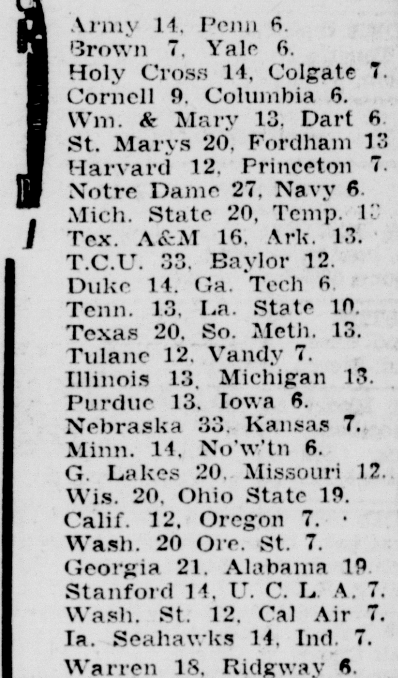 Army 14, Penn 6.
Brown 7, Yale 6.
Holy Cross 14, Colgate 7.
Cornell 9, Columbia 6.
Wm. & Mary 13, Dart 6
St. Marys 20, Fordham 13
Harvard 12, Princeton 7.
Notre Dame 27, Navy 6.
Mich. State 20, Temp.
Tex. A&M 16, Ark. 13.
T.C.U. 33, Baylor 12.
Duke 14. Ga. Tech 6.
Tenn. 13, La. State 10.
Texas 20, So. Meth. 13.
Tulane 12, Vandy 7.
Illinois 13, Michigan 13.
Purdue 13, Iowa 6.
Nebraska 33, Kansas 7.
Minn. 14, No'w'tn 6.
G. Lakes 20, Missouri 12.
Wis. 20, Ohio State 19.
Calif. 12, Oregon 7.
Wash. 20 Ore. St. 7.
Georgia 21, Alabama 19.
Stanford 14, U. C. L. A. 7.
Wash. St. 12, Cal Air 7.
Ia. Seahawks 14, Ind. 7.
Warren 18, Ridgway 6.